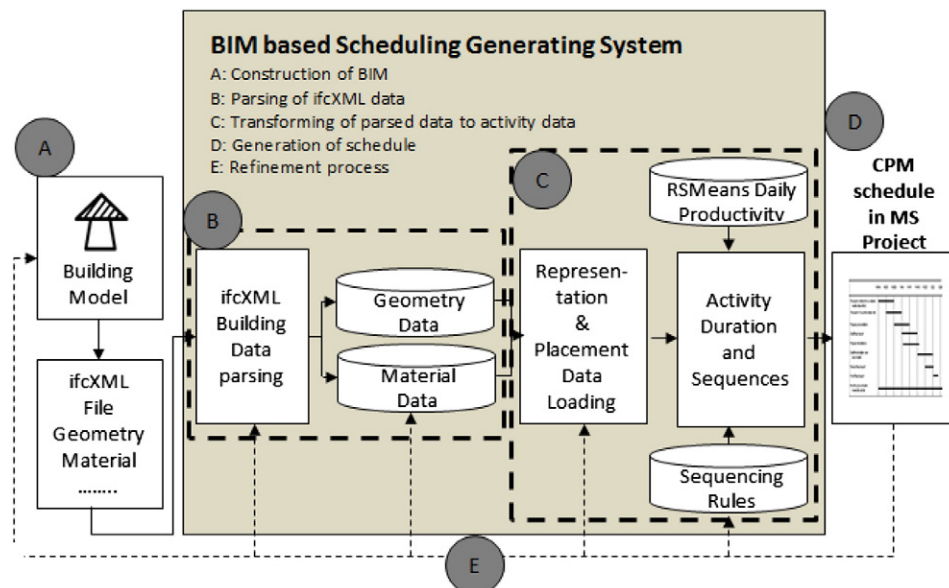 BIM based Scheduling Generating System
A: Construction of BIM
B: Parsing of ifcXML data
C: Transforming of parsed data to activity data
D: Generation of schedule
E: Refinement process
A
Building
Model
ifcXML
File
Geometry
Material
........
B
ifcXML
Building
Data
parsing
Geometry
Data
Material
Data
C
Represen-
tation
&
Placement
Data
Loading
RSMeans Daily
Productivity
Activity
Duration
and
Sequences
Sequencing
Rules
D
CPM
schedule
in MS
Project
E